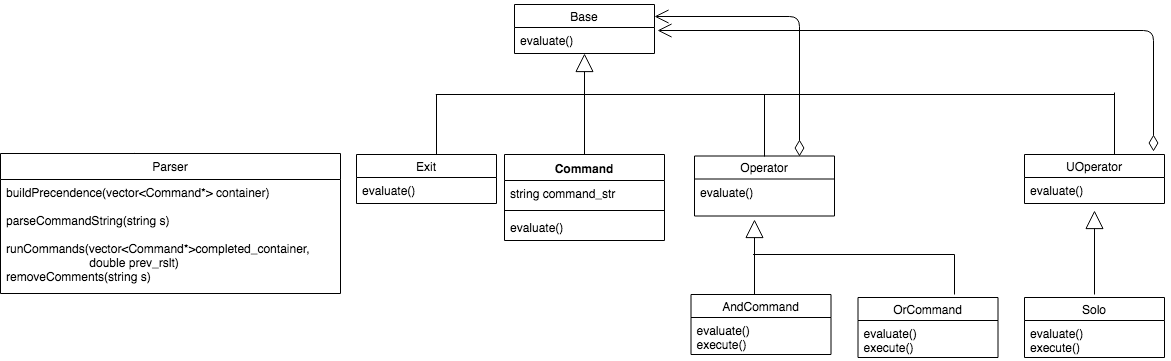 Base
evaluate()
Parser
buildPrecendence(vector<Command*> container)
parseCommandString(string s)
runCommands(vector<Command*>completed_container,
double prev_rslt)
removeComments(string s)
Exit
evaluate()
Command
string command_str
evaluate()
Operator
evaluate()
UOperator
evaluate()
AndCommand
evaluate()
execute()
OrCommand
evaluate()
execute()
Solo
evaluate()
execute()